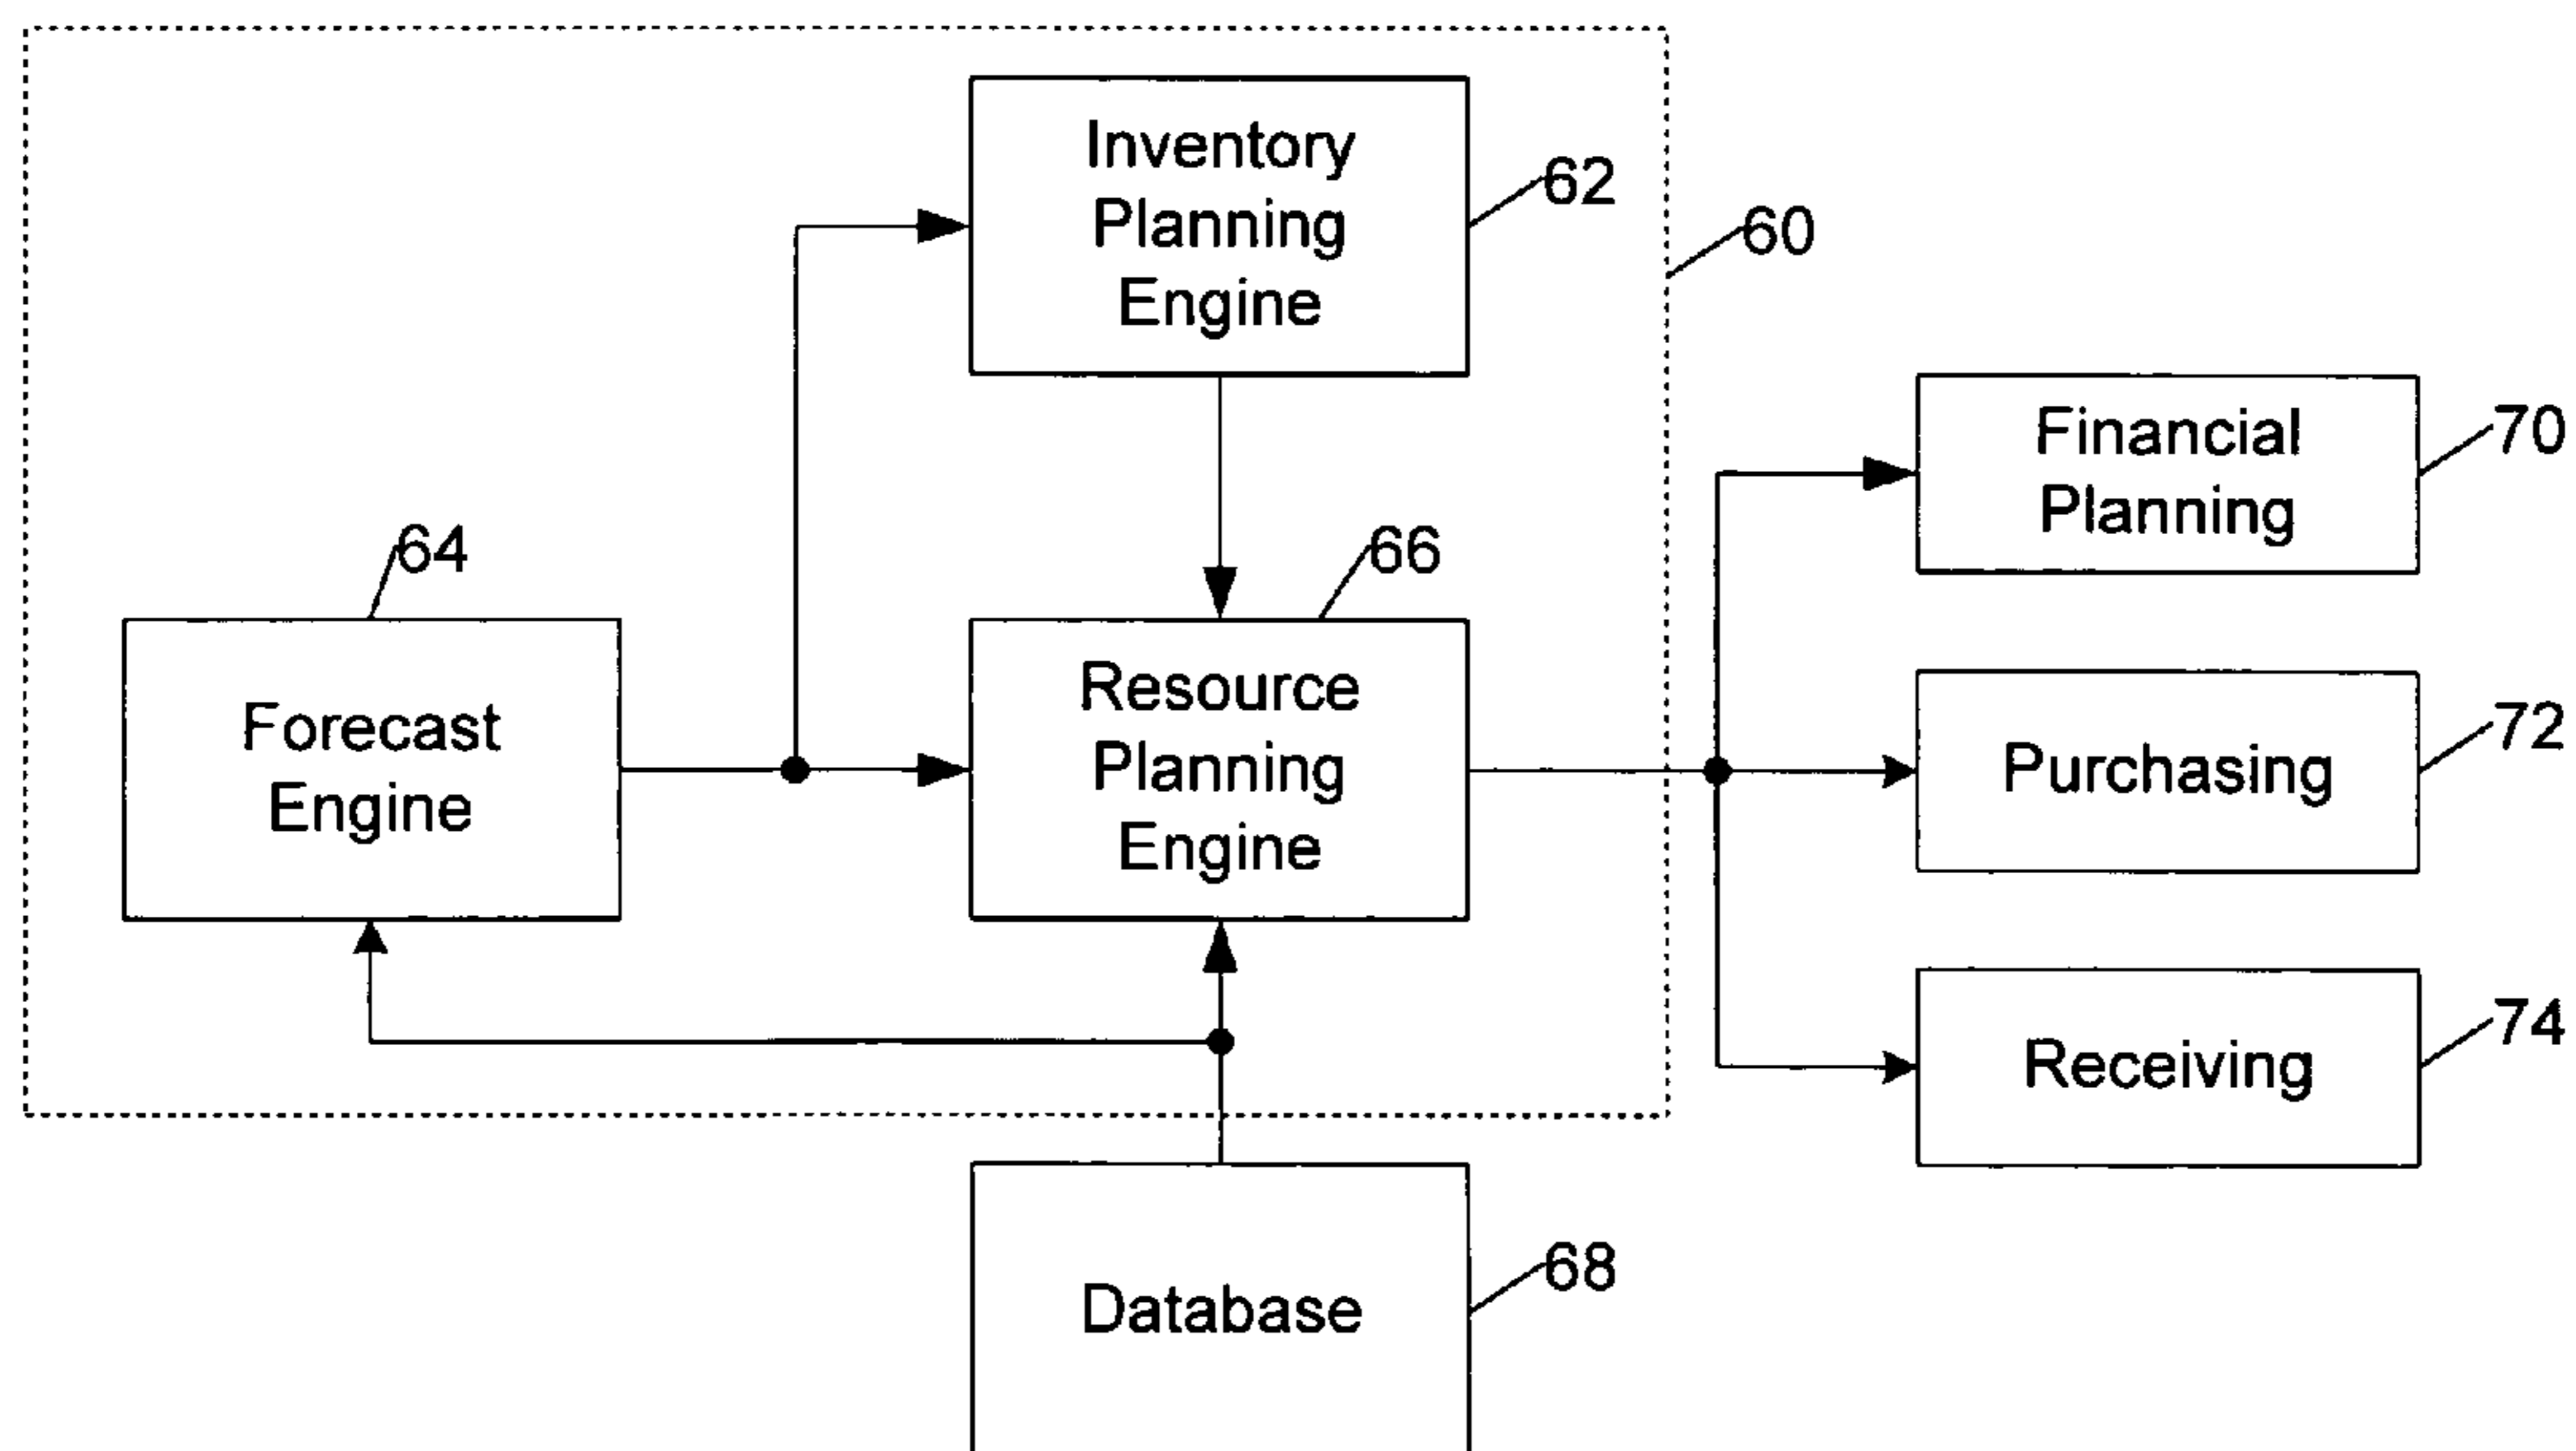 Inventory
Planning
Engine
62
60
Financial
Planning
70
64
66
Forecast
Engine
Resource
Planning
Engine
Purchasing
72
Receiving
74
Database
68